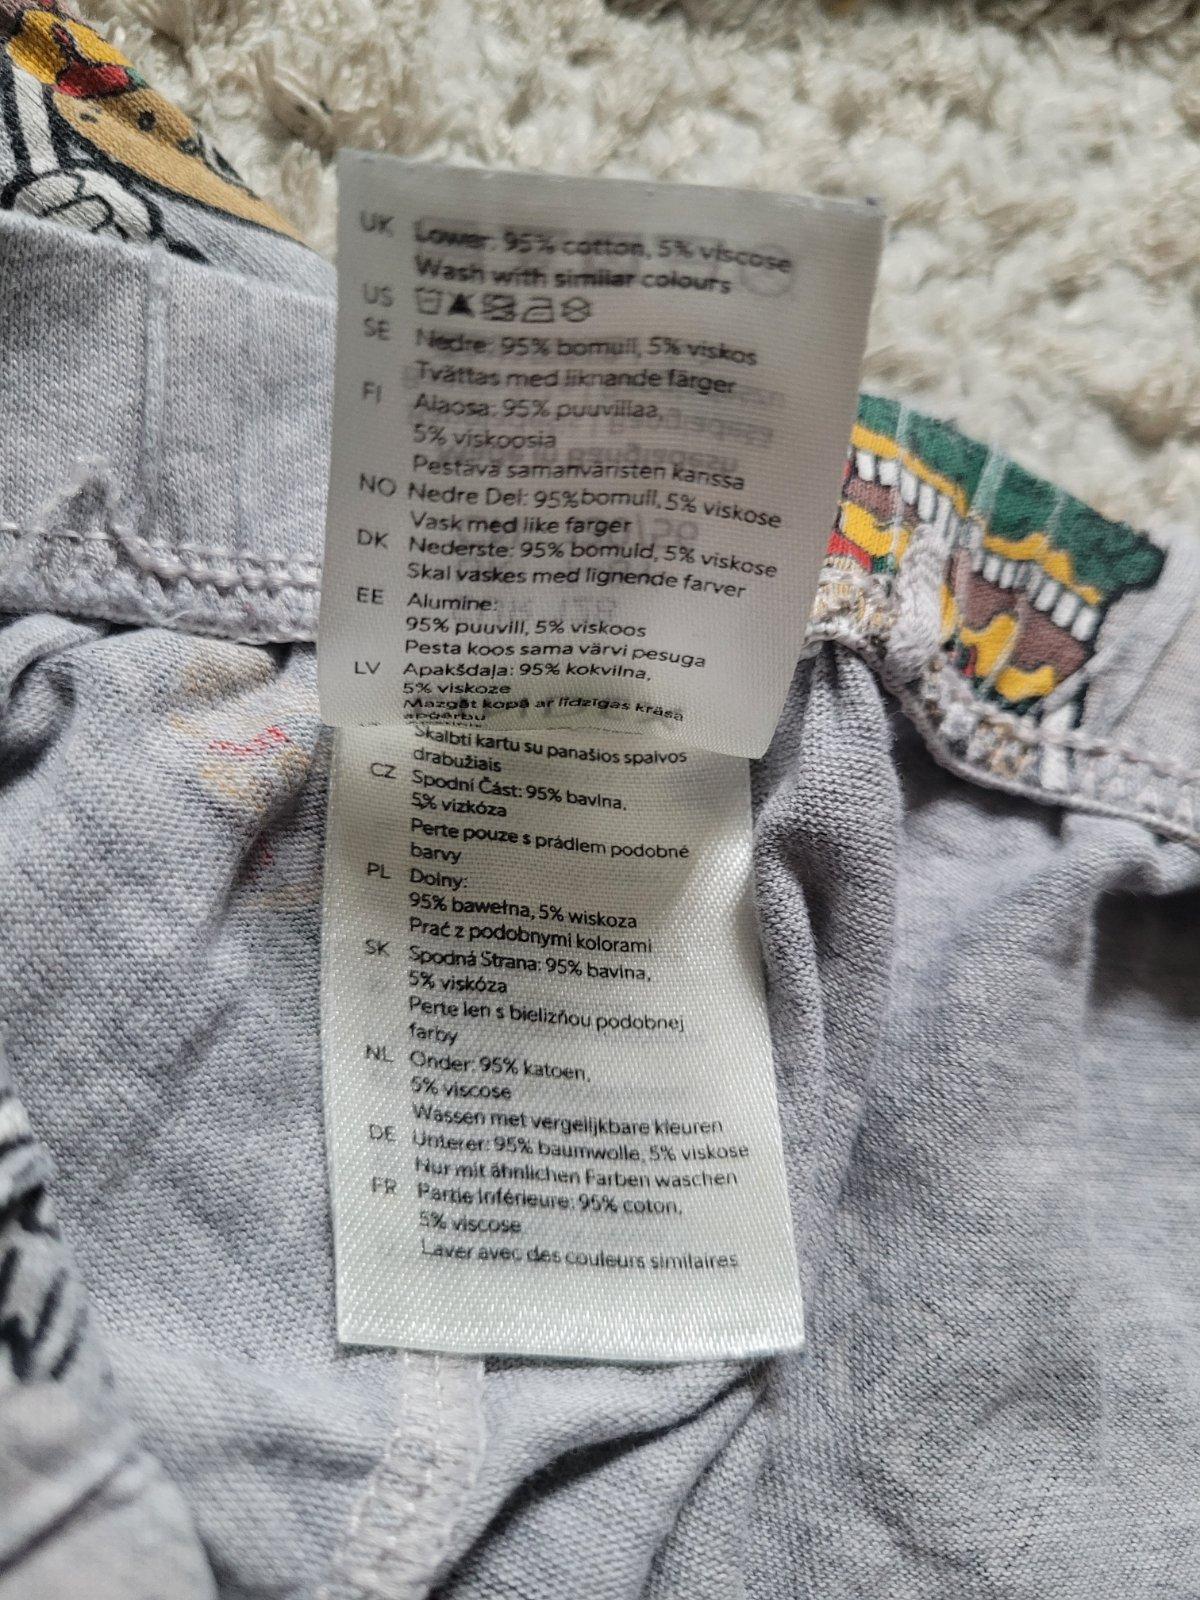 UK Lower: 95% cotton, 5% viscose
Wash with similar colours
US
SE Nedre: 95% bomull, 5% viskos
Tvättas med liknande färger
FI Alaosa: 95% puuvillaa,
5% viskoosia
Pestävä samanväristen kanssa
NO Nedre Del: 95% bomull, 5% viskose
Vask med like farger
DK Nederste: 95% bomuld, 5% viskose
Skal vaskes med lignende farver
EE Alumine:
95% puuvill, 5% viskoos
Pesta koos sama värvi pesuga
LV Apakšdaļa: 95% kokvilna,
5% viskoze
Mazgāt kopā ar līdzīgas krāsa
apģērbu
Skalbti kartu su panašios spalvos
drabužiais
CZ Spodní Část: 95% bavlna,
5% vizkóza
Perte pouze s prádlem podobné
barvy
PL Dolny:
95% bawełna, 5% wiskoza
Prać z podobnymi kolorami
SK Spodná Strana: 95% bavlna,
5% viskóza
Perte len s bielizňou podobnej
farby
NL Onder: 95% katoen,
5% viscose
Wassen met vergelijkbare kleuren
DE Unterer: 95% baumwolle, 5% viskose
Nur mit ähnlichen Farben waschen
FR Partie Inférieure: 95% coton,
5% viscose
Laver avec des couleurs similaires